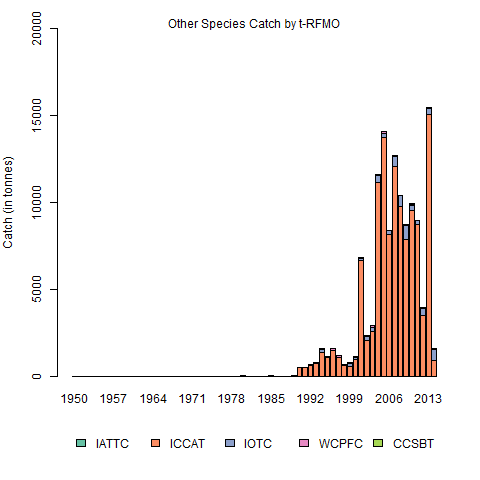 Other Species Catch by t-RFMO
Catch (in tonnes)
20000
15000
10000
5000
0
1950 1957 1964 1971 1978 1985 1992 1999 2006 2013
IATTC ICCAT IOTC WCPFC CCSBT